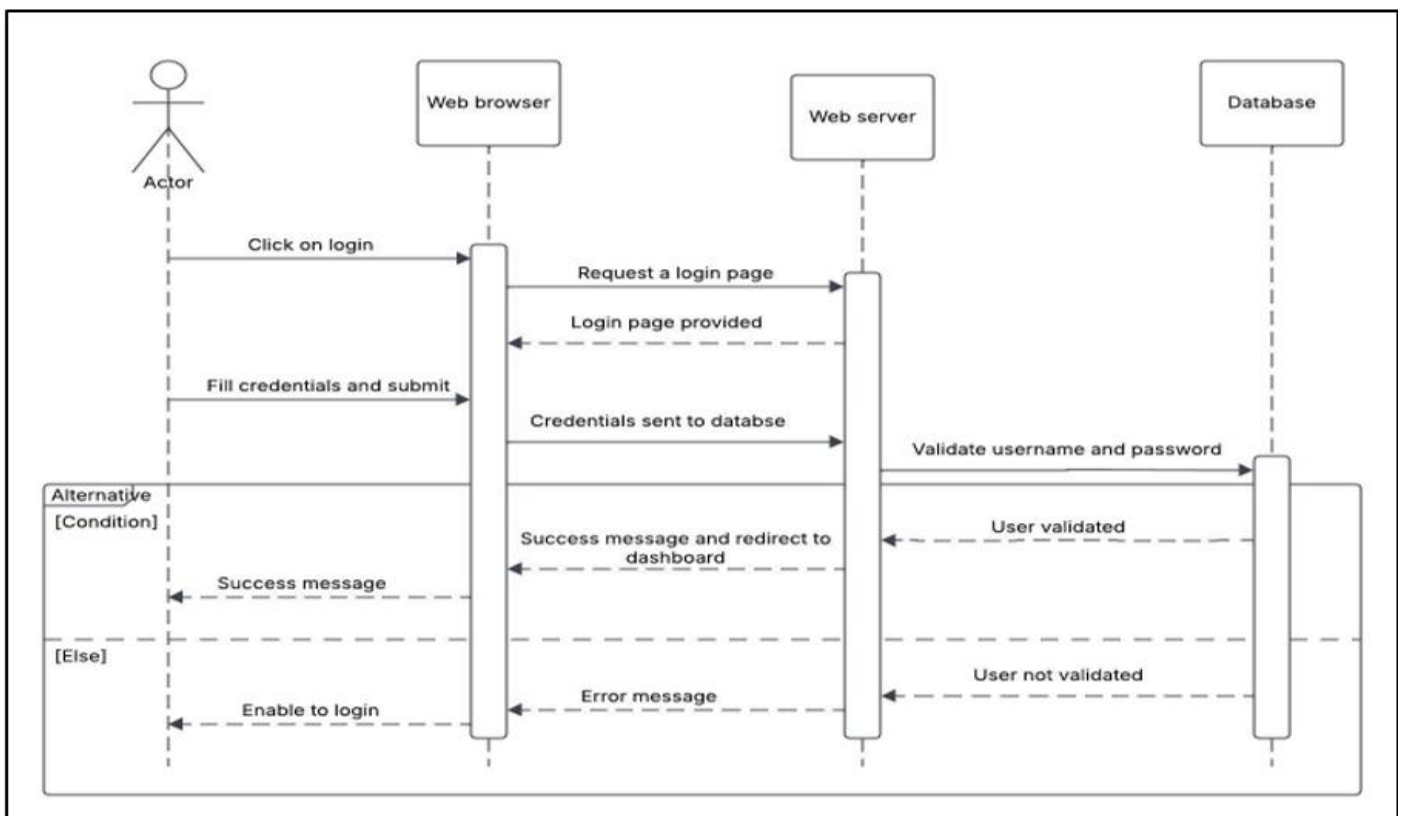 Web browser
Web server
Database
Actor
Click on login
Request a login page
Login page provided
Fill credentials and submit
Credentials sent to databse
Validate username and password
Alternative
[Condition]
User validated
Success message and redirect to
dashboard
Success message
[Else]
User not validated
Error message
Enable to login